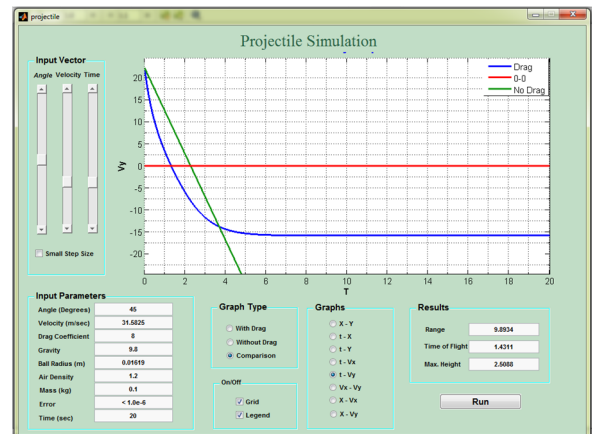 projectile
Projectile Simulation
Input Vector
Angle Velocity Time
Small Step Size
Drag
0-0
No Drag
20
15
10
5
0
-5
-10
-15
-20
Vy
0 2 4 6 8 10 12 14 16 18 20
T
Input Parameters
Angle (Degrees) 45
Velocity (m/sec) 31.5825
Drag Coefficient 8
Gravity 9.8
Ball Radius (m) 0.01619
Air Density 1.2
Mass (kg) 0.1
Error < 1.0e-6
Time (sec) 20
Graph Type
With Drag
Without Drag
Comparison
On/Off
Grid
Legend
Graphs
X - Y
t - X
t - Y
t - Vx
t - Vy
Vx - Vy
X - Vx
X - Vy
Results
Range 9.8934
Time of Flight 1.4311
Max. Height 2.5088
Run